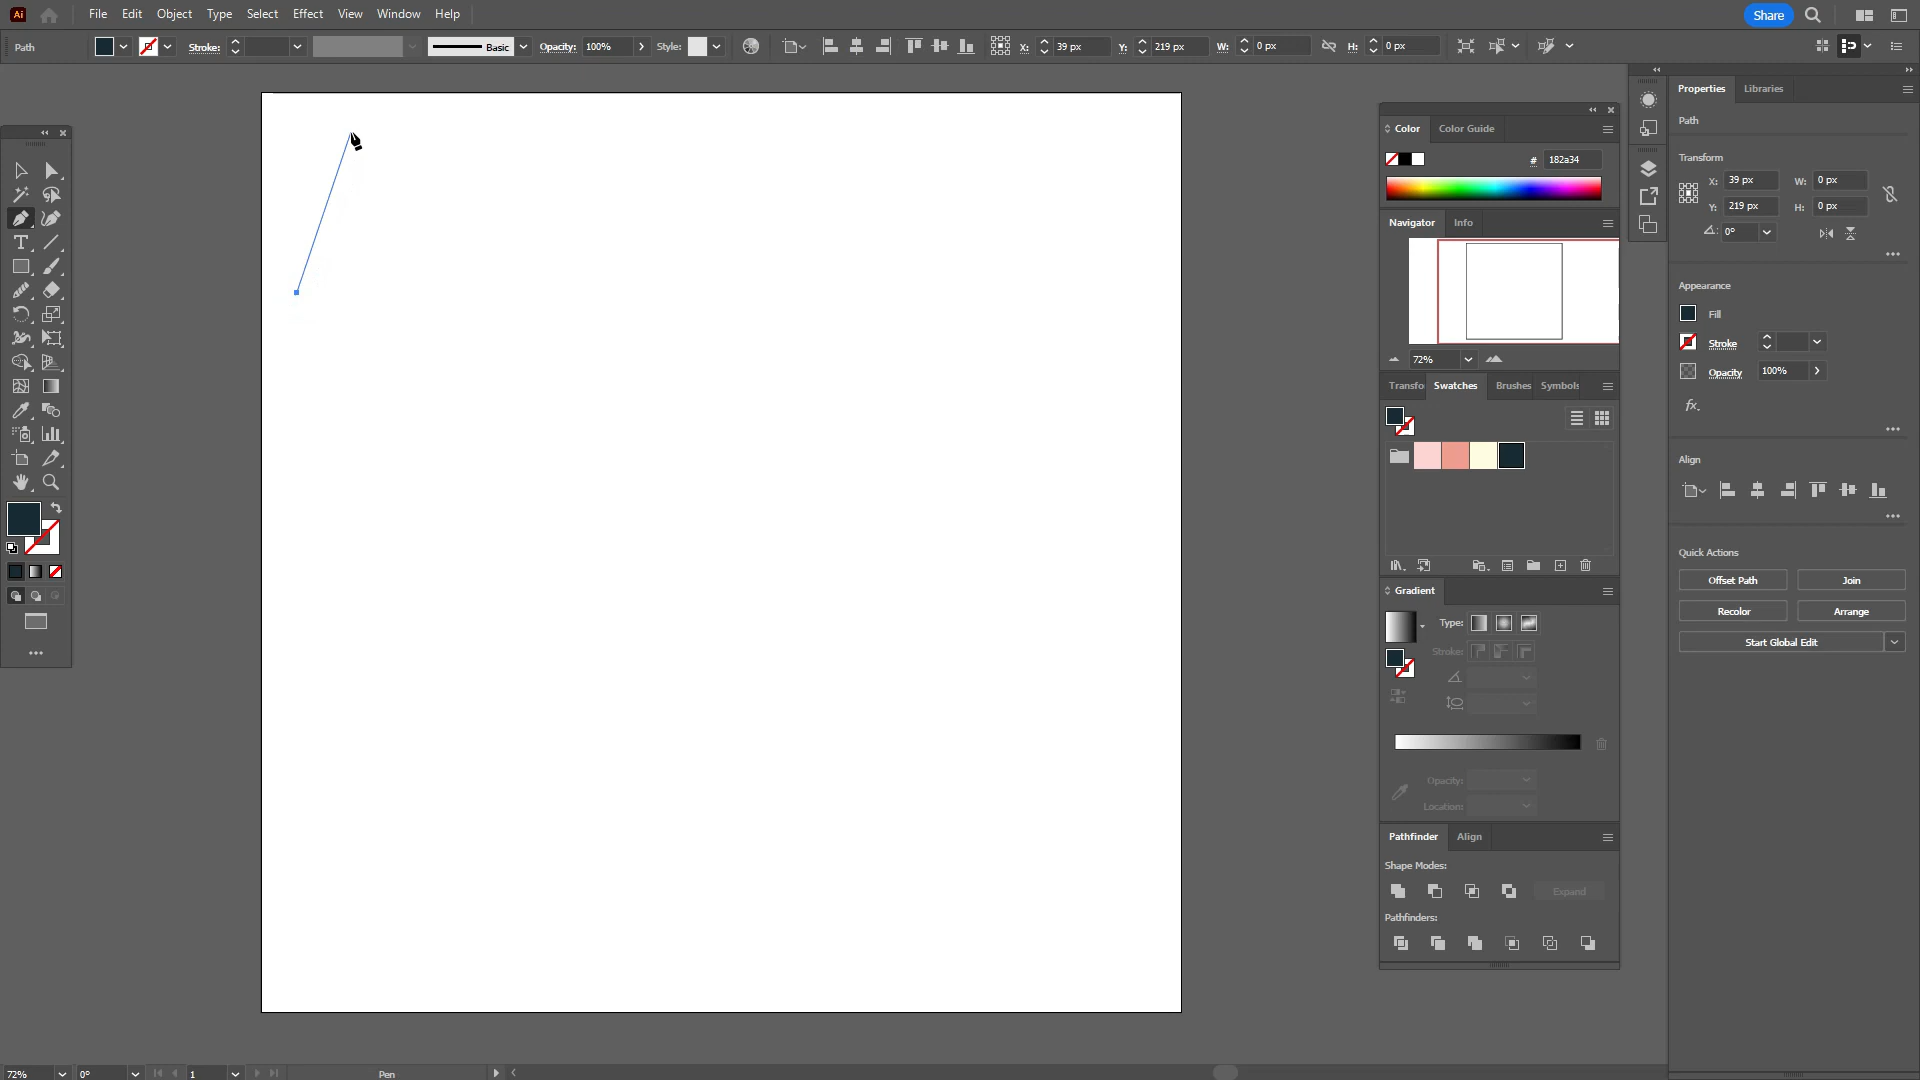 Ai File Edit Object Type Select Effect View Window Help Share
Path Stroke: Basic Opacity: 100% Style: X: 39 px Y: 219 px W: 0 px H: 0 px
Properties Libraries
Path
Transform
X: 39 px W: 0 px
Y: 219 px H: 0 px
0°
Appearance
Fill
Stroke
Opacity 100%
fx.
Align
Quick Actions
Offset Path Join
Recolor Arrange
Start Global Edit
Color Color Guide
# 182a34
Navigator Info
72%
Transfo Swatches Brushes Symbols
Gradient
Type:
Stroke:
Opacity:
Location:
Pathfinder Align
Shape Modes:
Expand
Pathfinders:
72% 0° 1 Pen